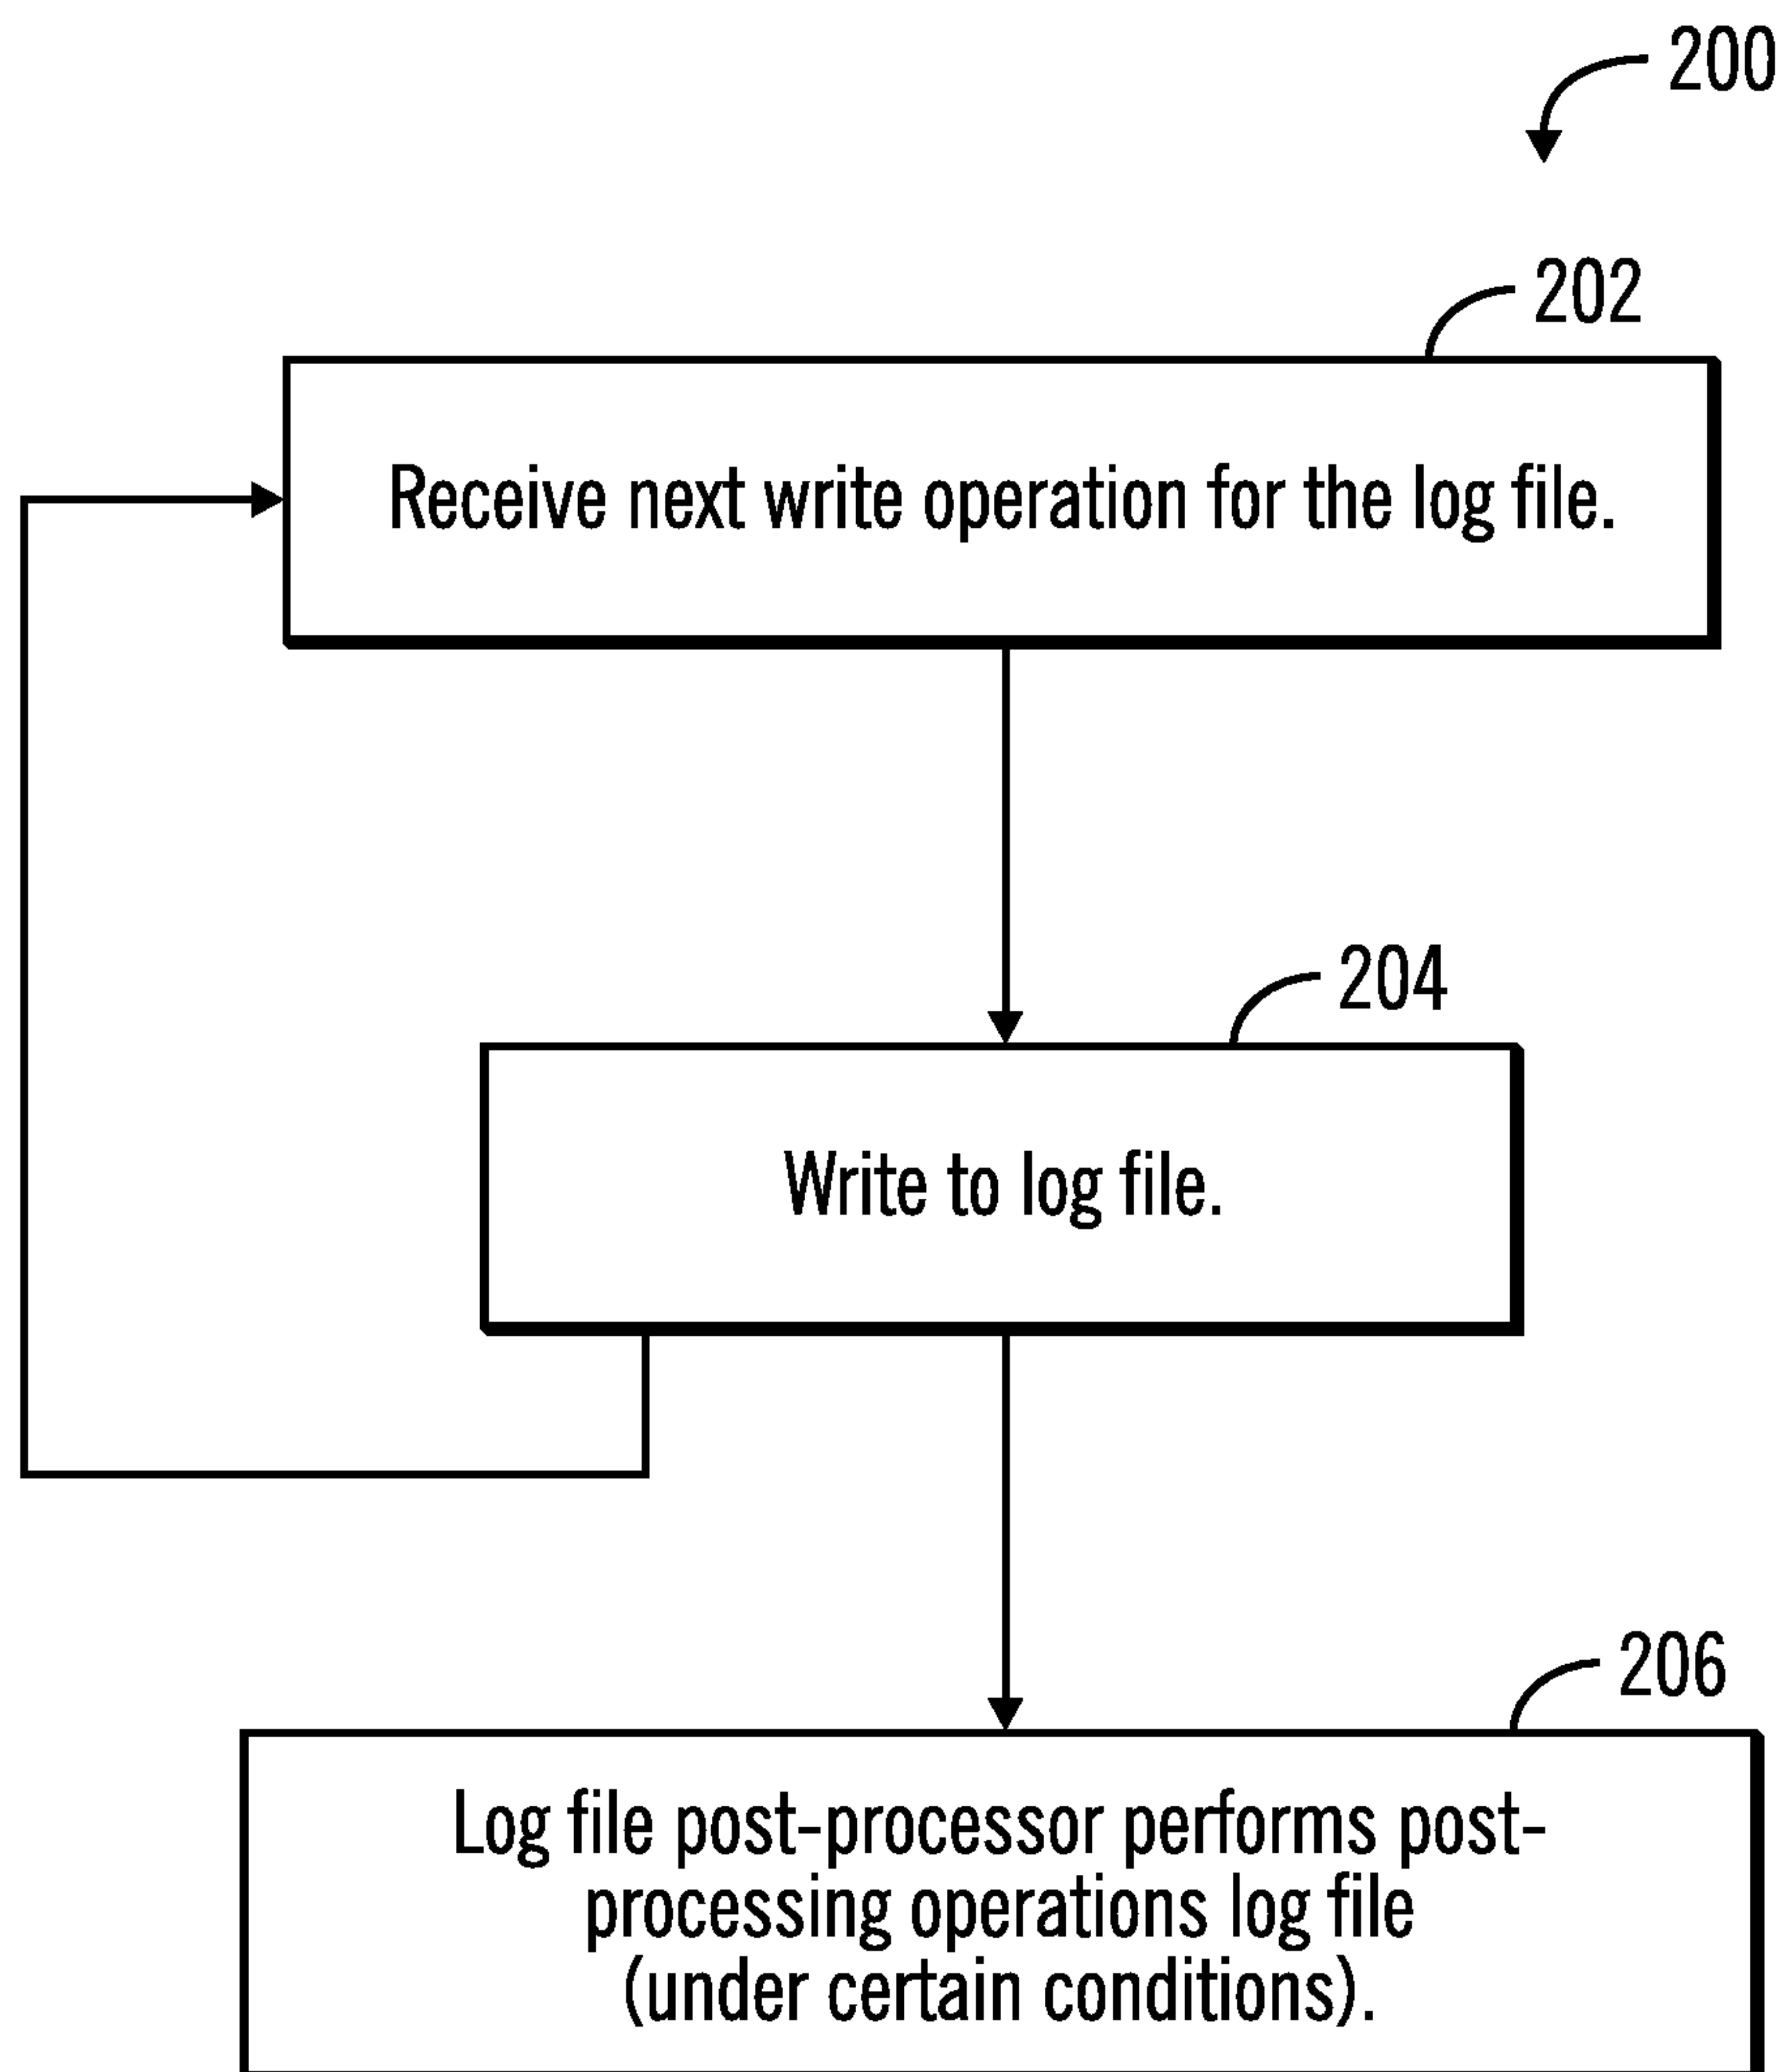 200
202
Receive next write operation for the log file.
204
Write to log file.
206
Log file post-processor performs post-
processing operations log file
(under certain conditions).